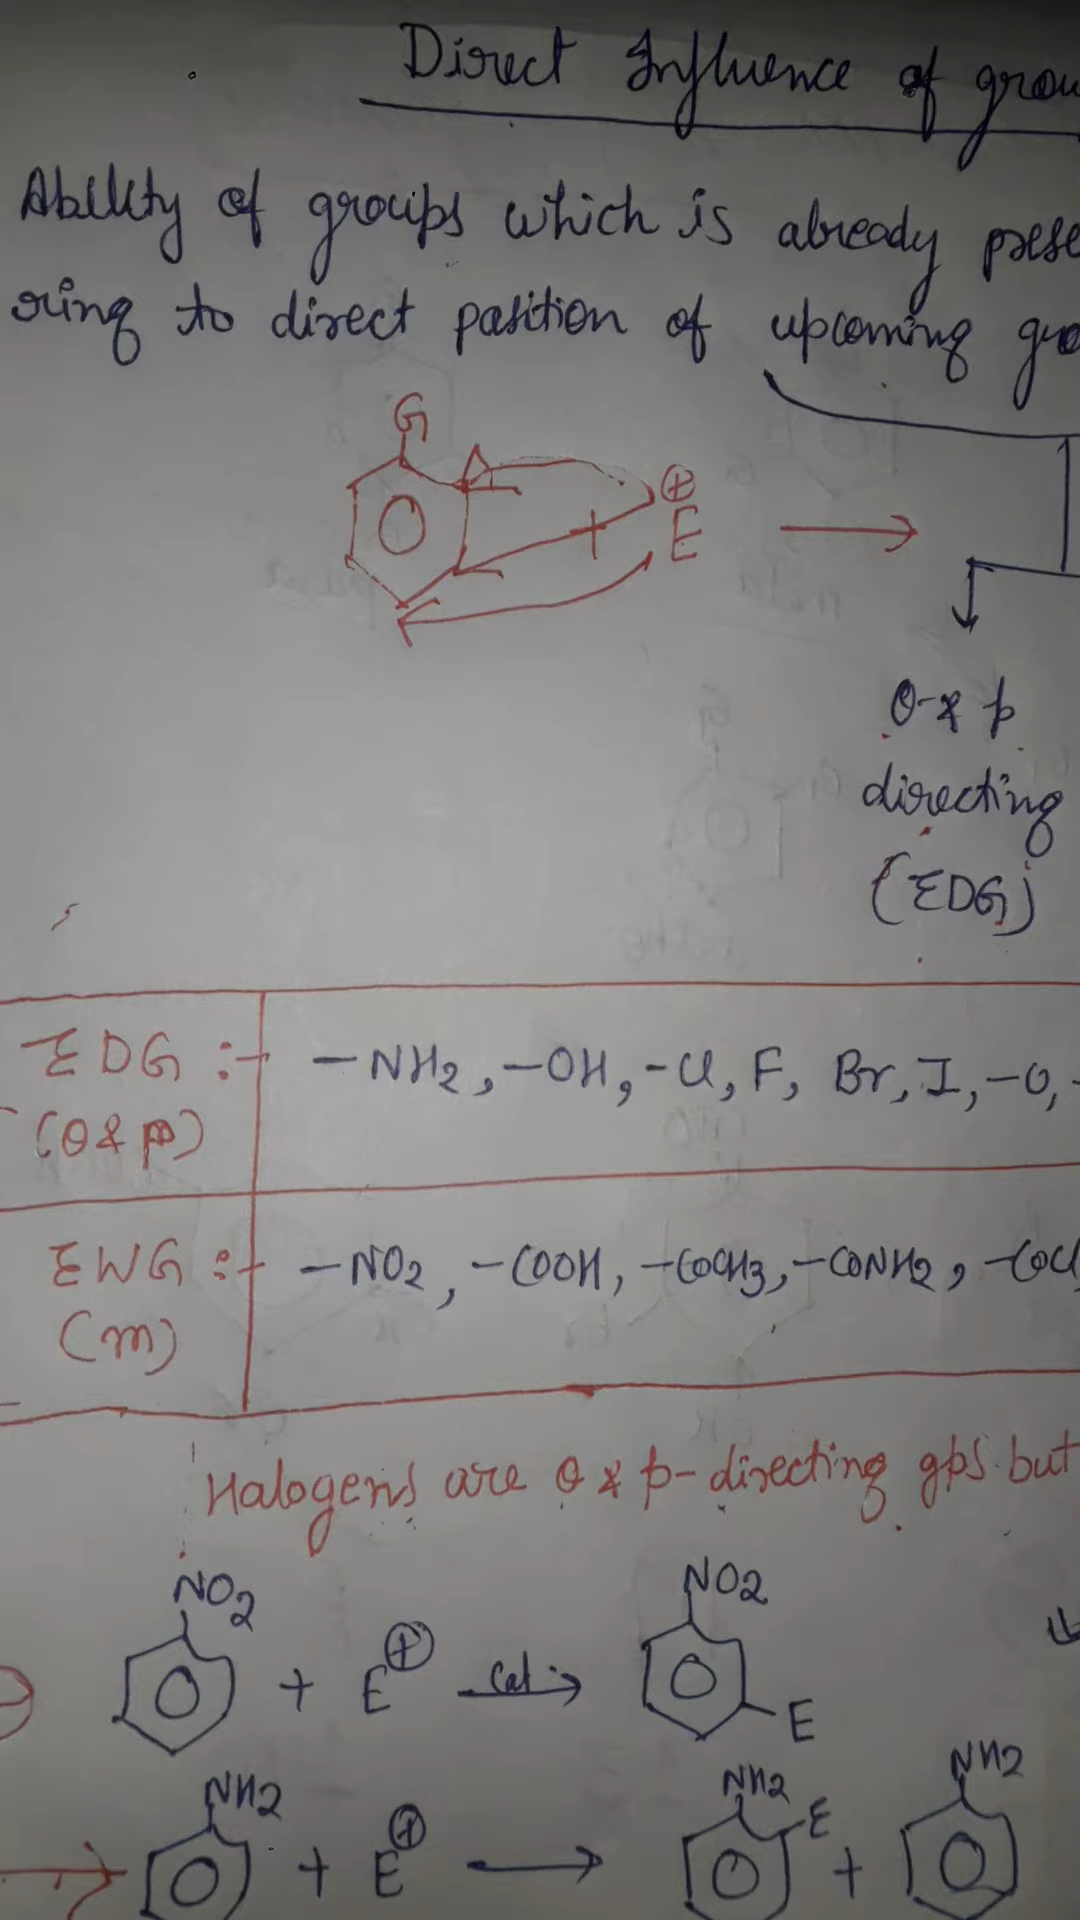 Direct Influence of grou
Ability of groups which is already prese
ring to direct position of upcoming gro
G
⊕
E
O & p
directing
(EDG)
EDG :-
(O & p)
-NH2, -OH, -Cl, F, Br, I, -O, -
EWG :-
(m)
-NO2, -COOH, -COCH3, -CONH2, -COCl
Halogens are O & p-directing gps. but
NO2 + E⊕ Cat NO2 E
NH2 + E⊕ → NH2 E + NH2